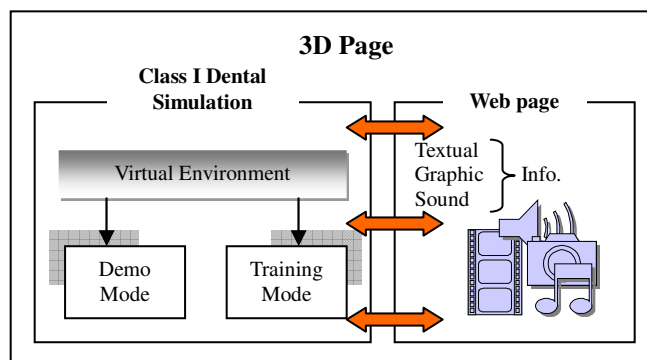 3D Page
Class I Dental
Simulation
Web page
Virtual Environment
Textual
Graphic
Sound
Info.
Demo
Mode
Training
Mode